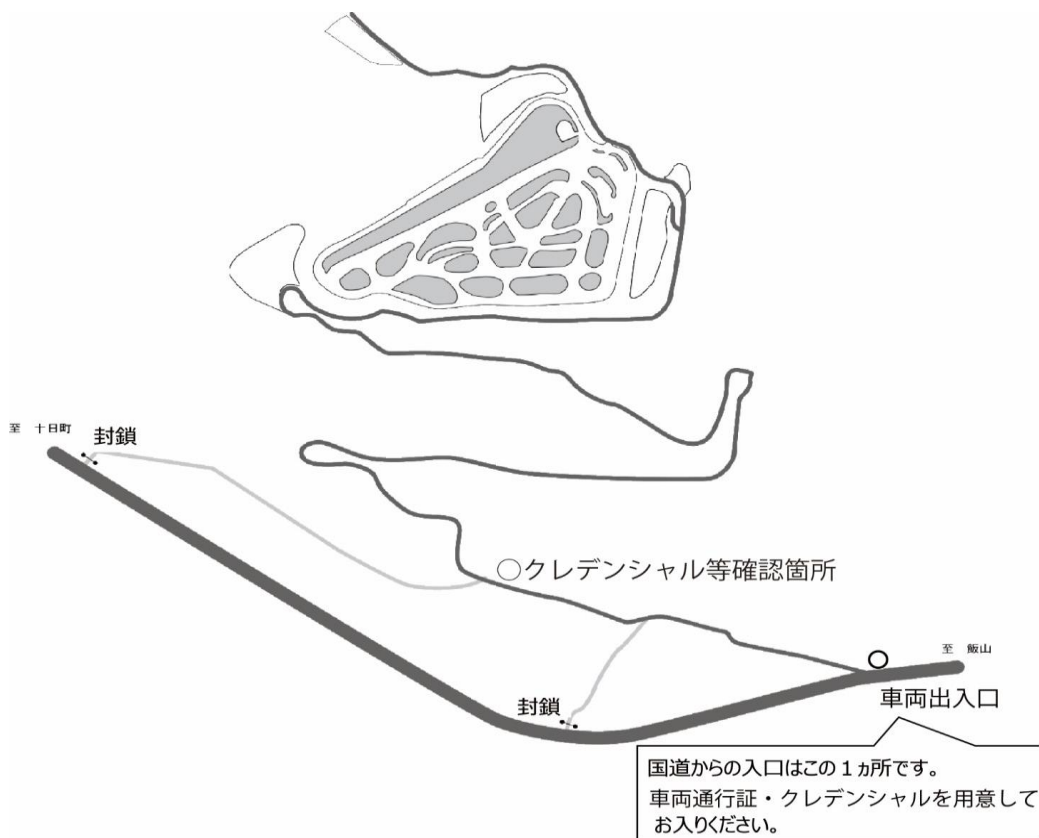 至 十日町
封鎖
○クレデンシャル等確認箇所
至 飯山
車両出入口
封鎖
国道からの入口はこの１ヵ所です。
車両通行証・クレデンシャルを用意して
お入りください。